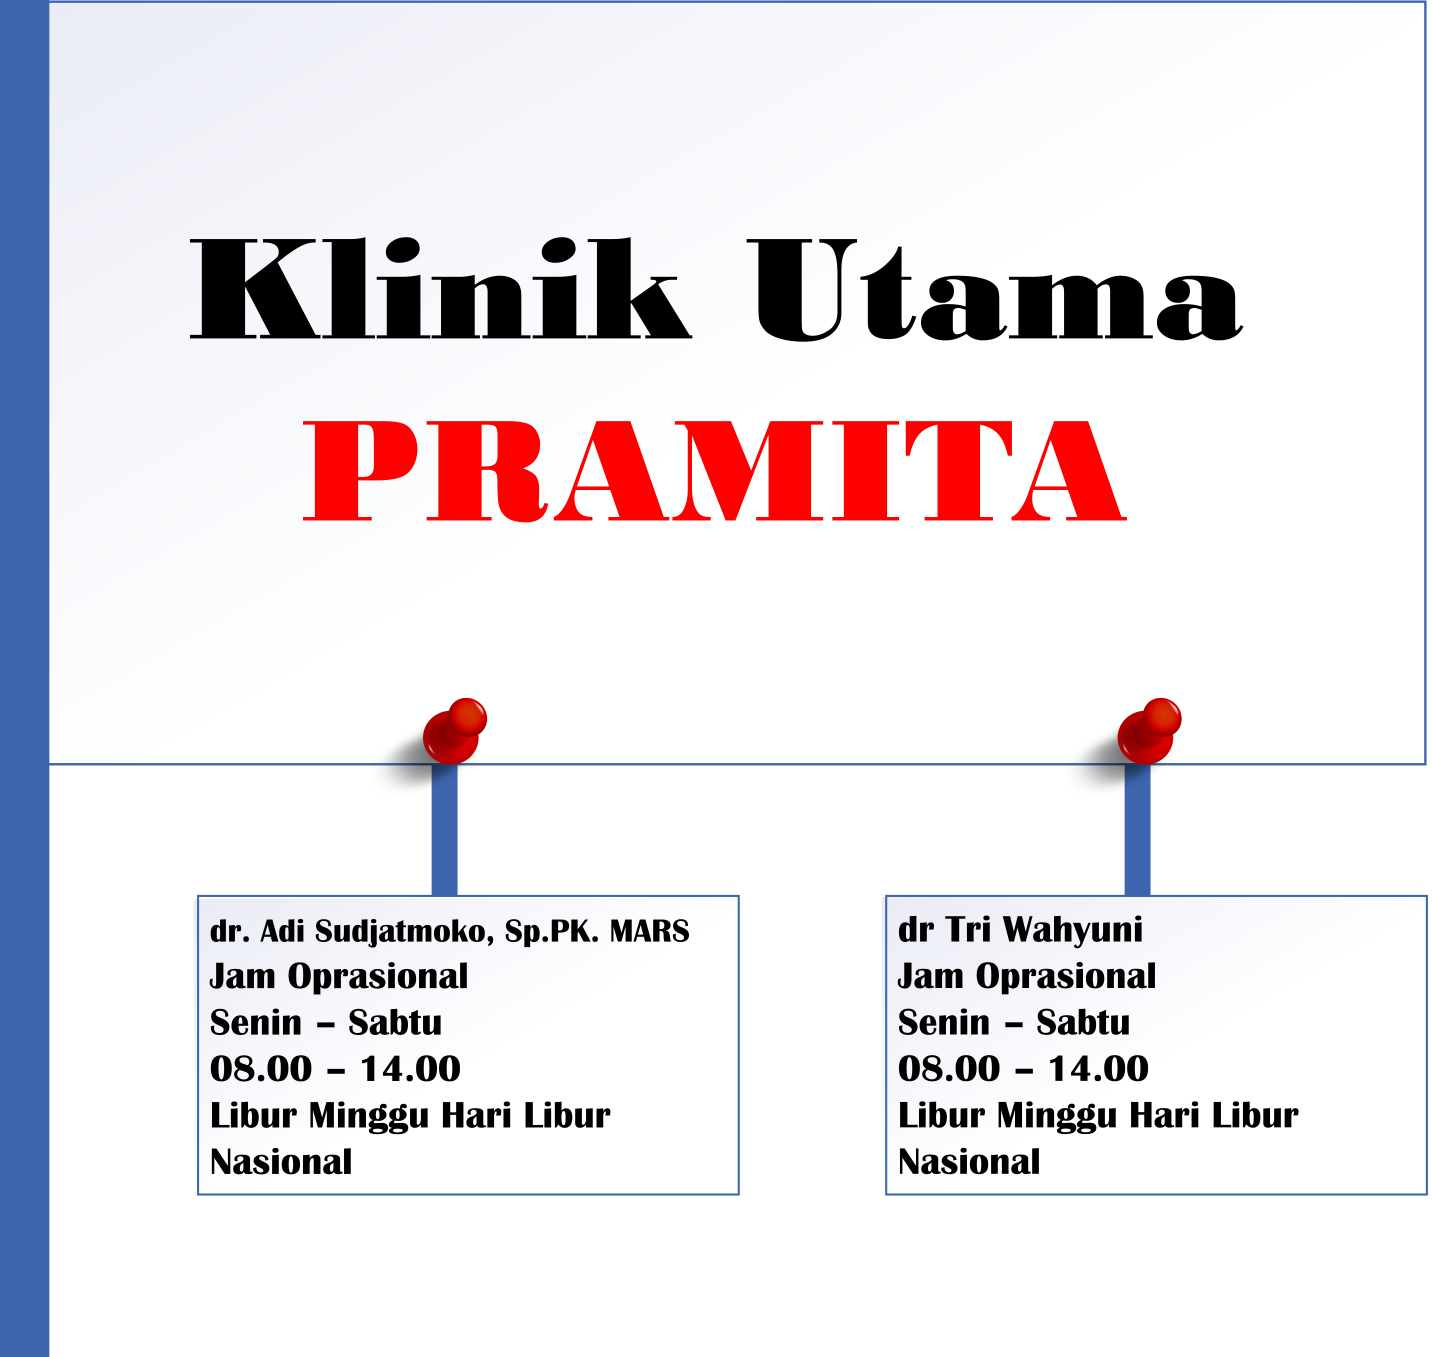 Klinik Utama
PRAMITA
dr. Adi Sudjatmoko, Sp.PK. MARS
Jam Oprasional
Senin – Sabtu
08.00 – 14.00
Libur Minggu Hari Libur
Nasional
dr Tri Wahyuni
Jam Oprasional
Senin – Sabtu
08.00 – 14.00
Libur Minggu Hari Libur
Nasional